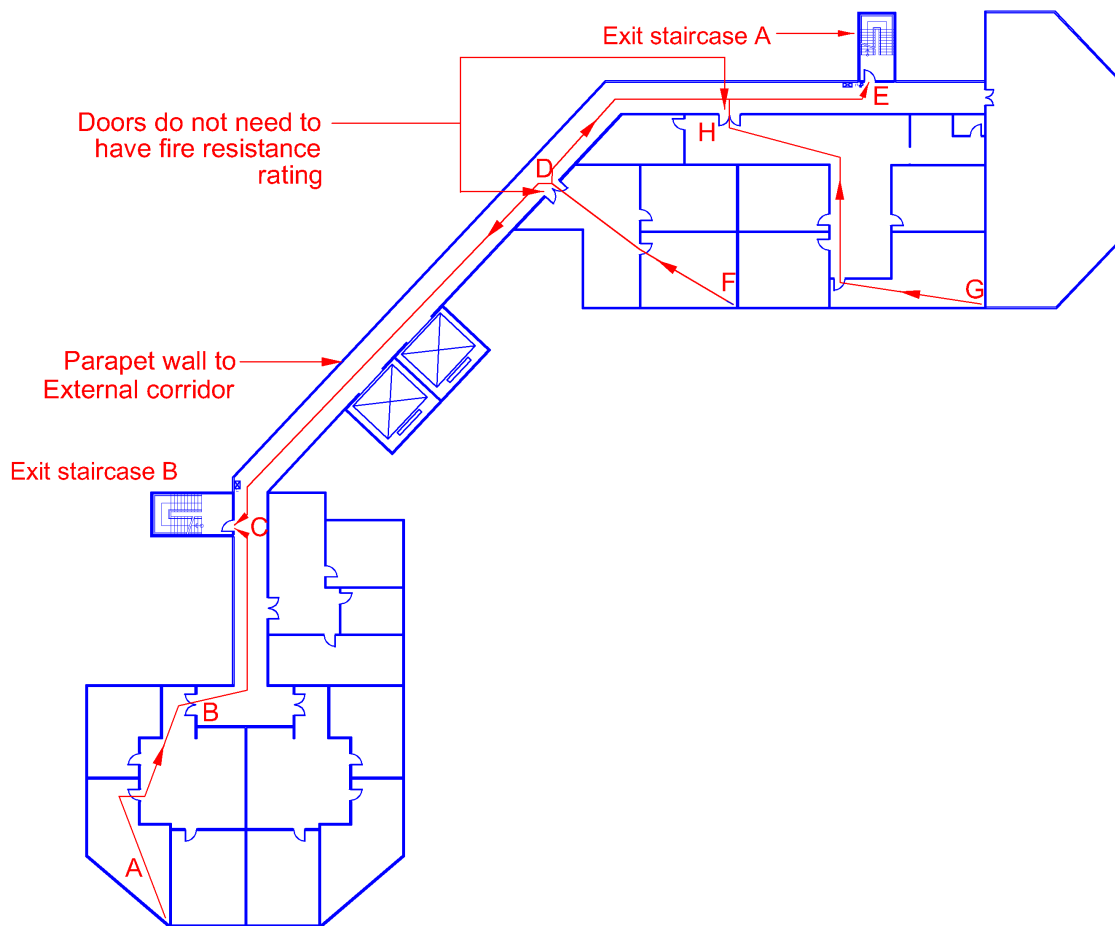 Exit staircase A
E
Doors do not need to
have fire resistance
rating
H
D
F
G
Parapet wall to
External corridor
Exit staircase B
C
B
A